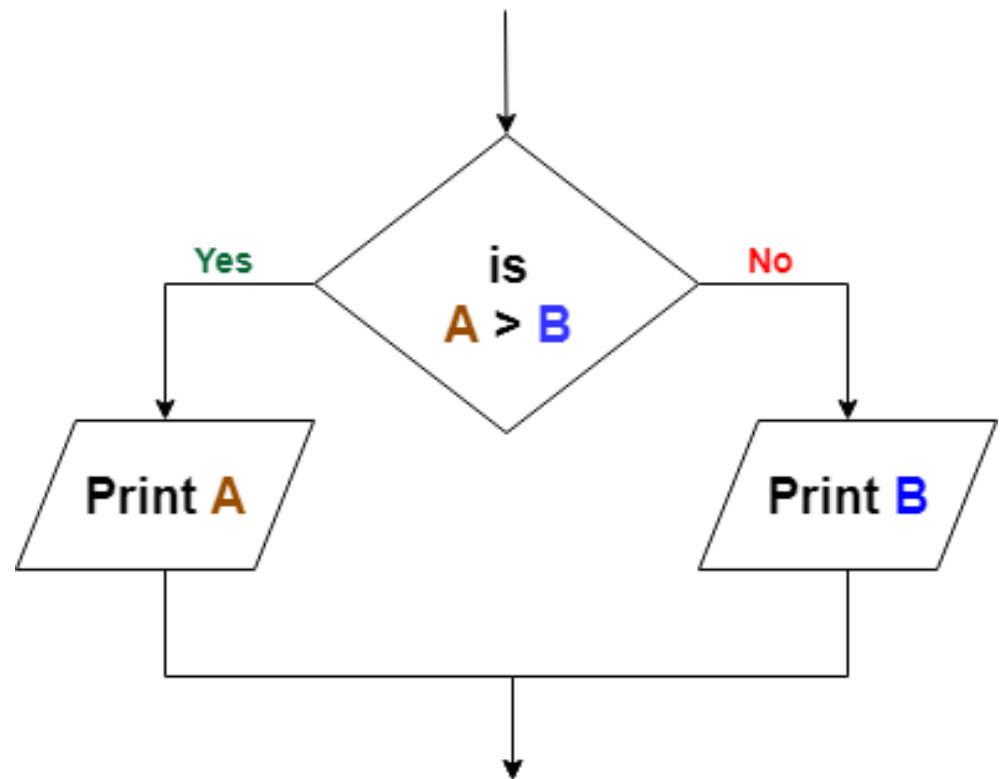 Yes
No
is
A > B
Print A
Print B